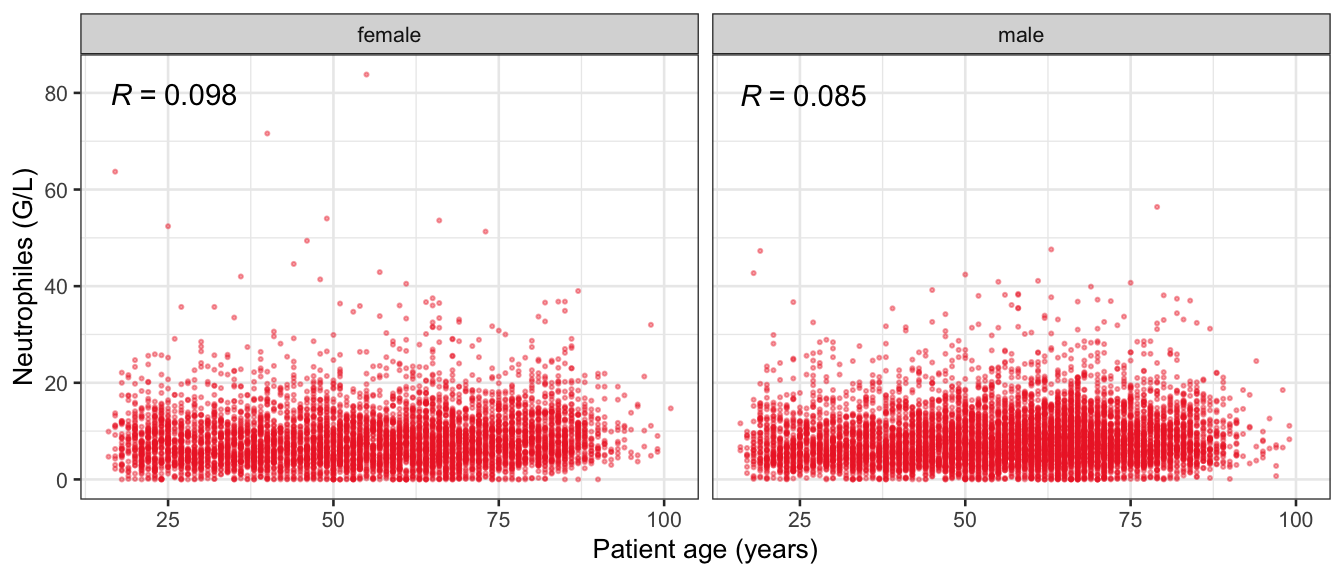 female
male
R = 0.098
R = 0.085
Neutrophiles (G/L)
80
60
40
20
0
25 50 75 100
25 50 75 100
Patient age (years)